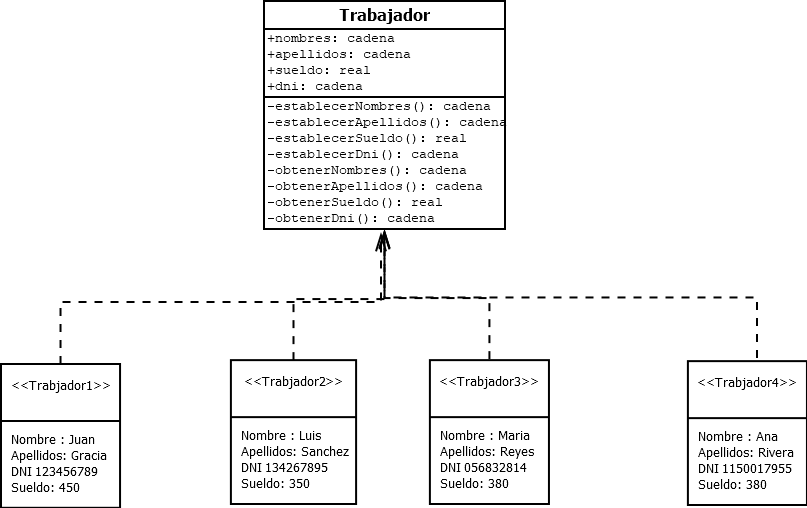 Trabajador
+nombres: cadena
+apellidos: cadena
+sueldo: real
+dni: cadena
-establecerNombres(): cadena
-establecerApellidos(): cadena
-establecerSueldo(): real
-establecerDni(): cadena
-obtenerNombres(): cadena
-obtenerApellidos(): cadena
-obtenerSueldo(): real
-obtenerDni(): cadena
<<Trabjador1>>
Nombre : Juan
Apellidos: Gracia
DNI 123456789
Sueldo: 450
<<Trabjador2>>
Nombre : Luis
Apellidos: Sanchez
DNI 134267895
Sueldo: 350
<<Trabjador3>>
Nombre : Maria
Apellidos: Reyes
DNI 056832814
Sueldo: 380
<<Trabjador4>>
Nombre : Ana
Apellidos: Rivera
DNI 1150017955
Sueldo: 380